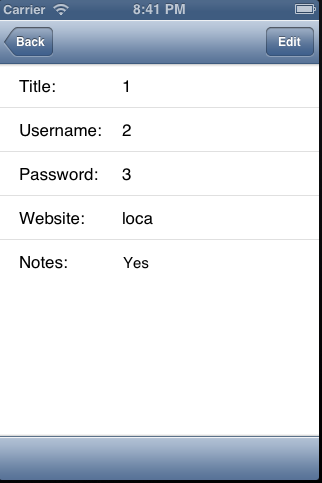 Carrier 8:41 PM
Back Edit
Title: 1
Username: 2
Password: 3
Website: loca
Notes: Yes